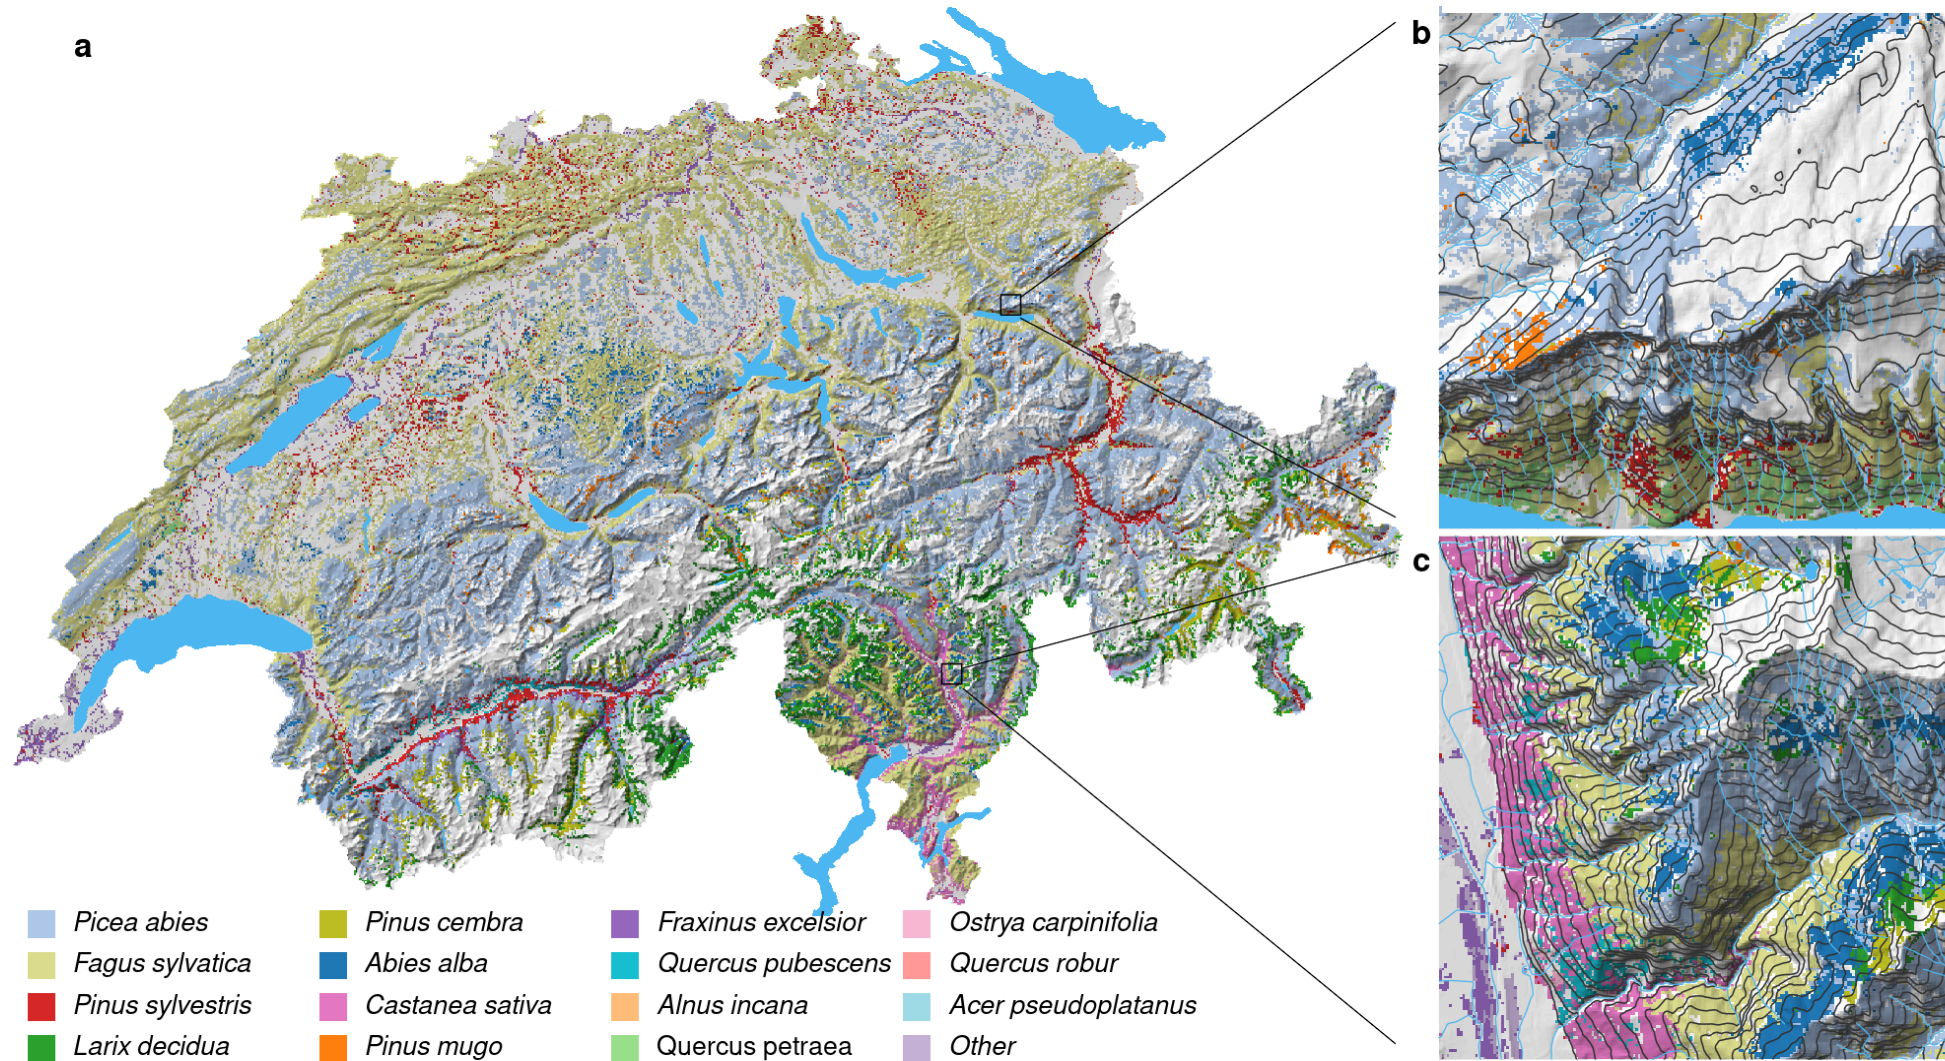 a
b
c
Picea abies
Fagus sylvatica
Pinus sylvestris
Larix decidua
Pinus cembra
Abies alba
Castanea sativa
Pinus mugo
Fraxinus excelsior
Quercus pubescens
Alnus incana
Quercus petraea
Ostrya carpinifolia
Quercus robur
Acer pseudoplatanus
Other